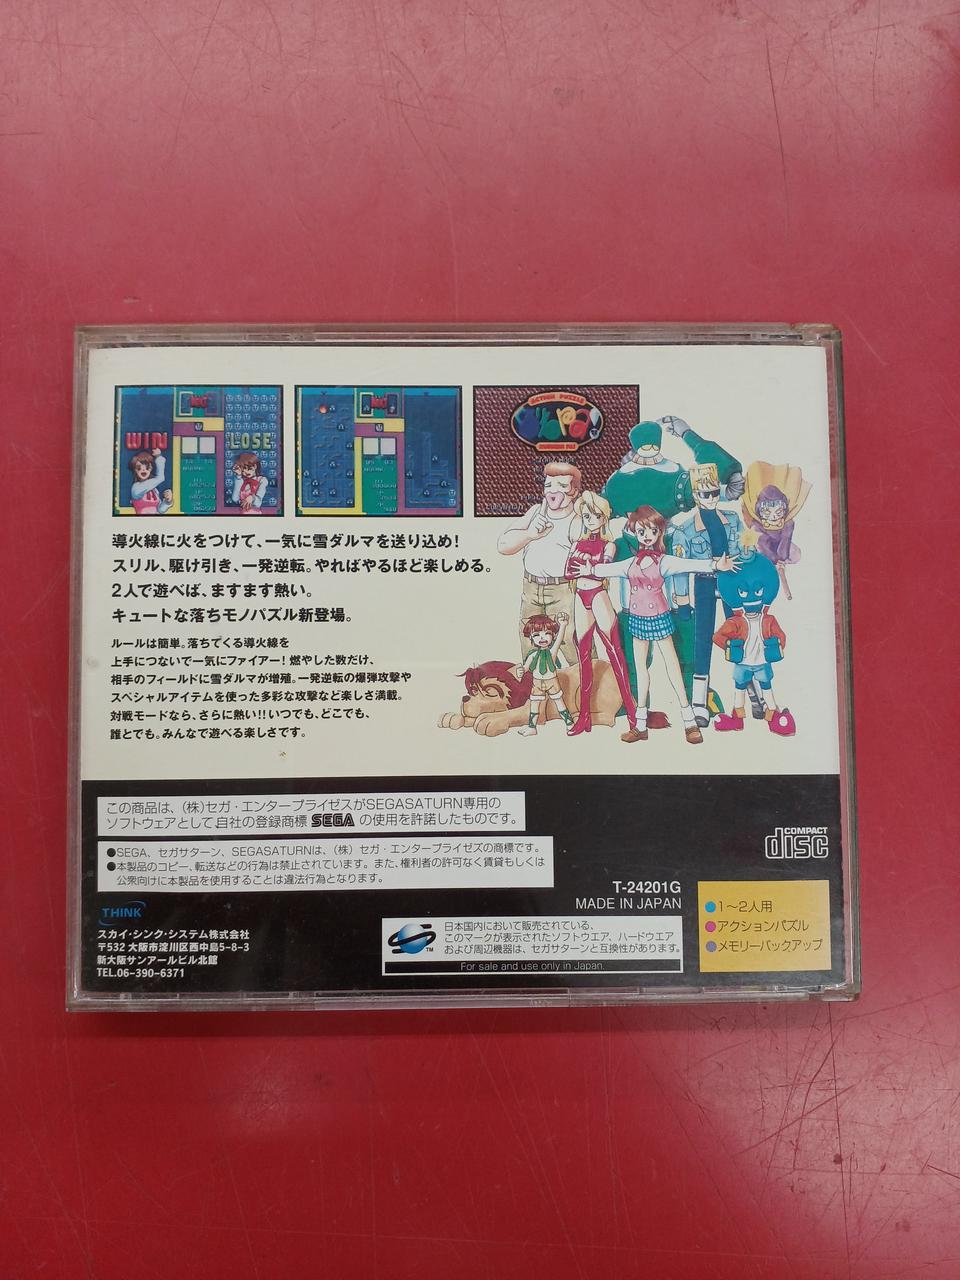 WIN
LOSE
ACTION PUZZLE
導火線に火をつけて、一気に雪ダルマを送り込め!
スリル、駆け引き、一発逆転。やればやるほど楽しめる。
2人で遊べば、ますます熱い。
キュートな落ちモノパズル新登場。
ルールは簡単。落ちてくる導火線を
上手につないで一気にファイアー! 燃やした数だけ、
相手のフィールドに雪ダルマが増殖。一発逆転の爆弾攻撃や
スペシャルアイテムを使った多彩な攻撃など楽しさ満載。
対戦モードなら、さらに熱い!! いつでも、どこでも、
誰とでも。みんなで遊べる楽しさです。
この商品は、(株)セガ・エンタープライゼスがSEGASATURN専用の
ソフトウェアとして、自社の登録商標 SEGA の使用を許諾したものです。
●SEGA、セガサターン、SEGASATURNは、(株)セガ・エンタープライゼズの商標です。
●本製品のコピー、転送などの行為は禁止されています。また、権利者の許可なく賃貸もしくは
公衆向けに本製品を使用することは違法行為となります。
COMPACT
disc
T-24201G
MADE IN JAPAN
THINK
スカイ・シンク・システム株式会社
〒532 大阪市淀川区西中島5-8-3
新大阪サンアールビル北館
TEL.06-390-6371
TM
日本国内において販売されている、
このマークが表示されたソフトウエア、ハードウエア
および周辺機器は、セガサターンと互換性があります。
For sale and use only in Japan.
●1~2人用
●アクションパズル
●メモリーバックアップ